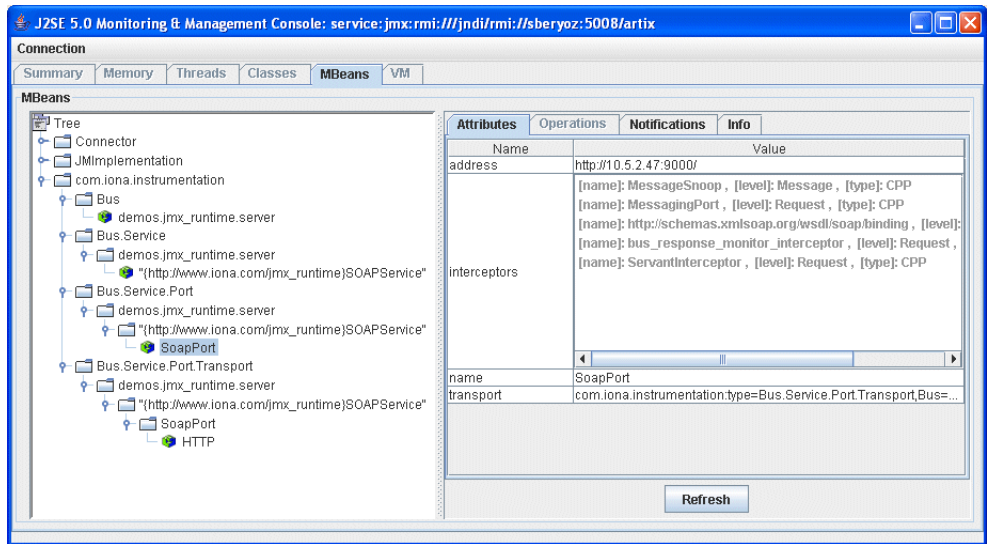 J2SE 5.0 Monitoring & Management Console: service:jmx:rmi:///jndi/rmi://sberyoz:5008/artix
Connection
Summary Memory Threads Classes MBeans VM
MBeans
Tree
Connector
JMImplementation
com.iona.instrumentation
Bus
demos.jmx_runtime.server
Bus.Service
demos.jmx_runtime.server
"{http://www.iona.com/jmx_runtime}SOAPService"
Bus.Service.Port
demos.jmx_runtime.server
"{http://www.iona.com/jmx_runtime}SOAPService"
SoapPort
Bus.Service.Port.Transport
demos.jmx_runtime.server
"{http://www.iona.com/jmx_runtime}SOAPService"
SoapPort
HTTP
Attributes Operations Notifications Info
Name Value
address http://10.5.2.47:9000/
interceptors
[name]: MessageSnoop , [level]: Message , [type]: CPP
[name]: MessagingPort , [level]: Request , [type]: CPP
[name]: http://schemas.xmlsoap.org/wsdl/soap/binding , [level]:
[name]: bus_response_monitor_interceptor , [level]: Request ,
[name]: ServantInterceptor , [level]: Request , [type]: CPP
name SoapPort
transport com.iona.instrumentation:type=Bus.Service.Port.Transport,Bus=...
Refresh